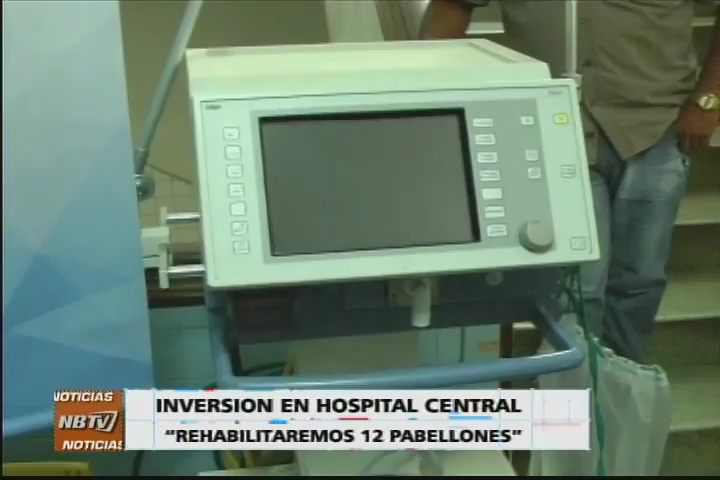 NOTICIAS
NBTV
NOTICIAS
INVERSION EN HOSPITAL CENTRAL
“REHABILITAREMOS 12 PABELLONES”